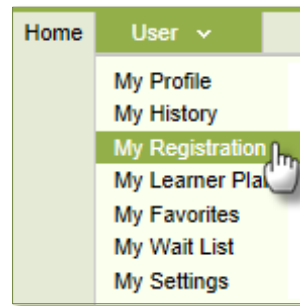 Home User
My Profile
My History
My Registration
My Learner
My Favorites
My Wait List
My Settings